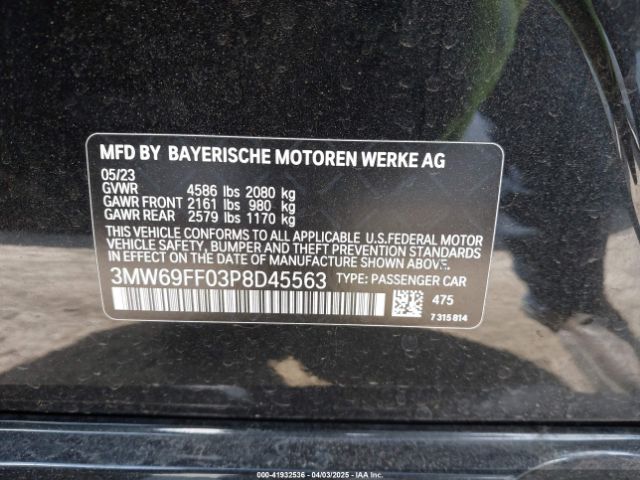 MFD BY BAYERISCHE MOTOREN WERKE AG
05/23
GVWR 4586 lbs 2080 kg
GAWR FRONT 2161 lbs 980 kg
GAWR REAR 2579 lbs 1170 kg
THIS VEHICLE CONFORMS TO ALL APPLICABLE U.S.FEDERAL MOTOR
VEHICLE SAFETY, BUMPER AND THEFT PREVENTION STANDARDS
IN EFFECT ON THE DATE OF MANUFACTURE SHOWN ABOVE.
3MW69FF03P8D45563 TYPE: PASSENGER CAR
475
7 315 814
000-41932536 - 04/03/2025 - IAA Inc.